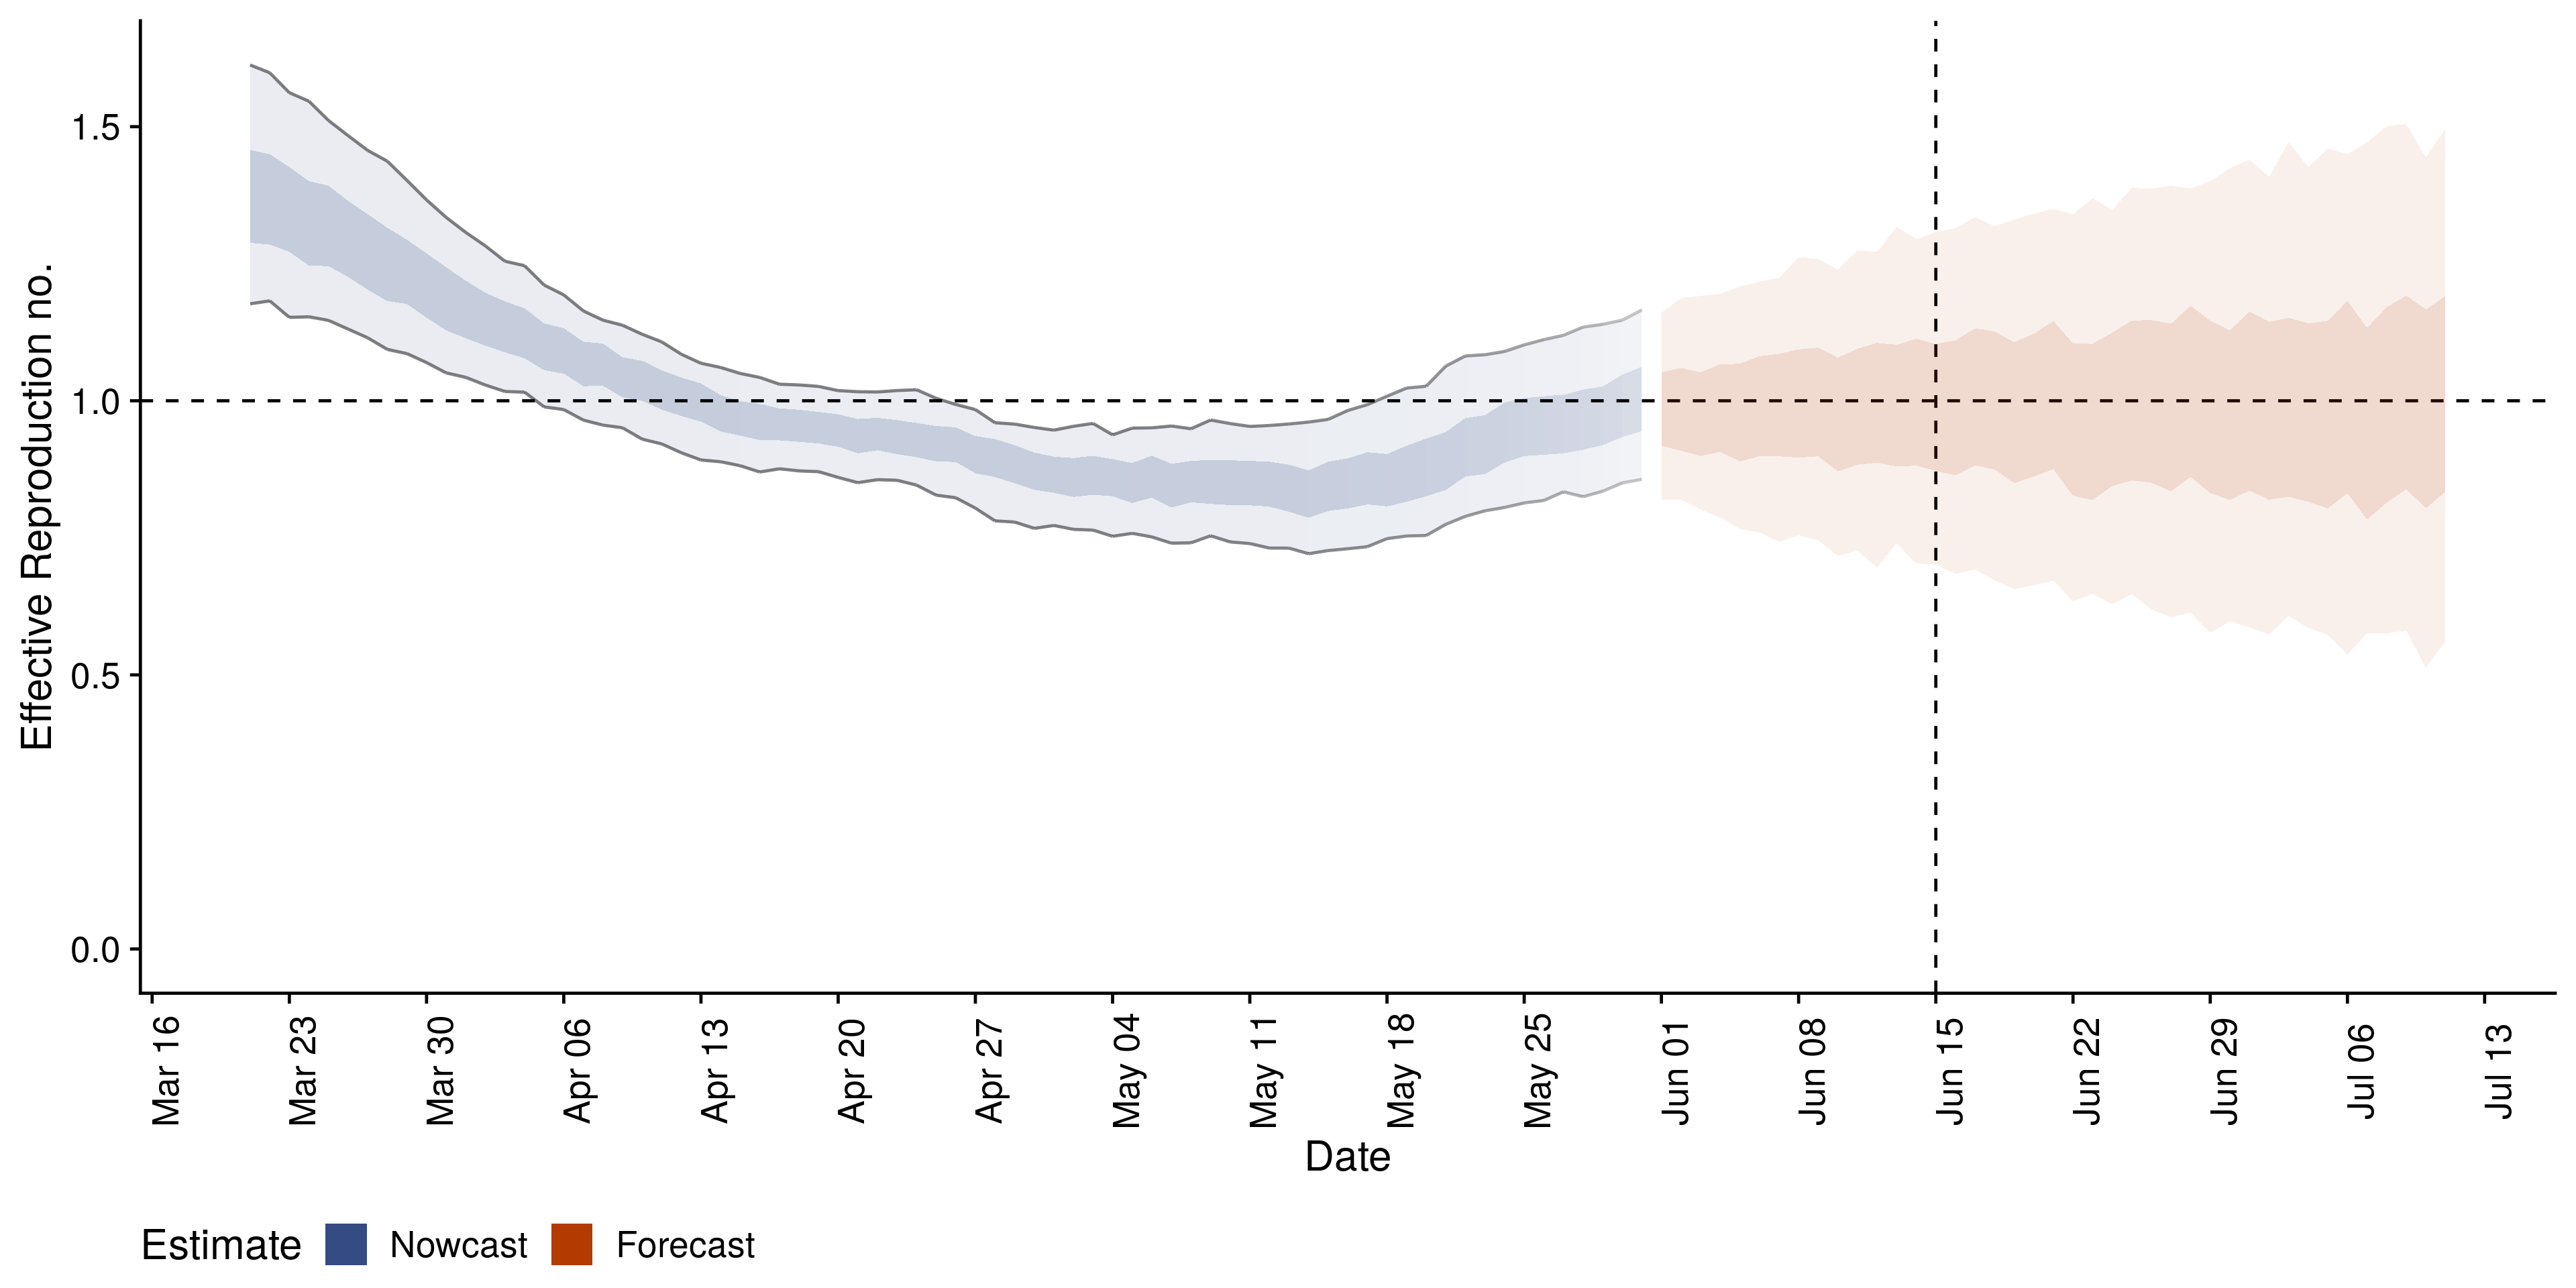 Effective Reproduction no.
1.5
1.0
0.5
0.0
Mar 16
Mar 23
Mar 30
Apr 06
Apr 13
Apr 20
Apr 27
May 04
May 11
May 18
May 25
Jun 01
Jun 08
Jun 15
Jun 22
Jun 29
Jul 06
Jul 13
Date
Estimate Nowcast Forecast